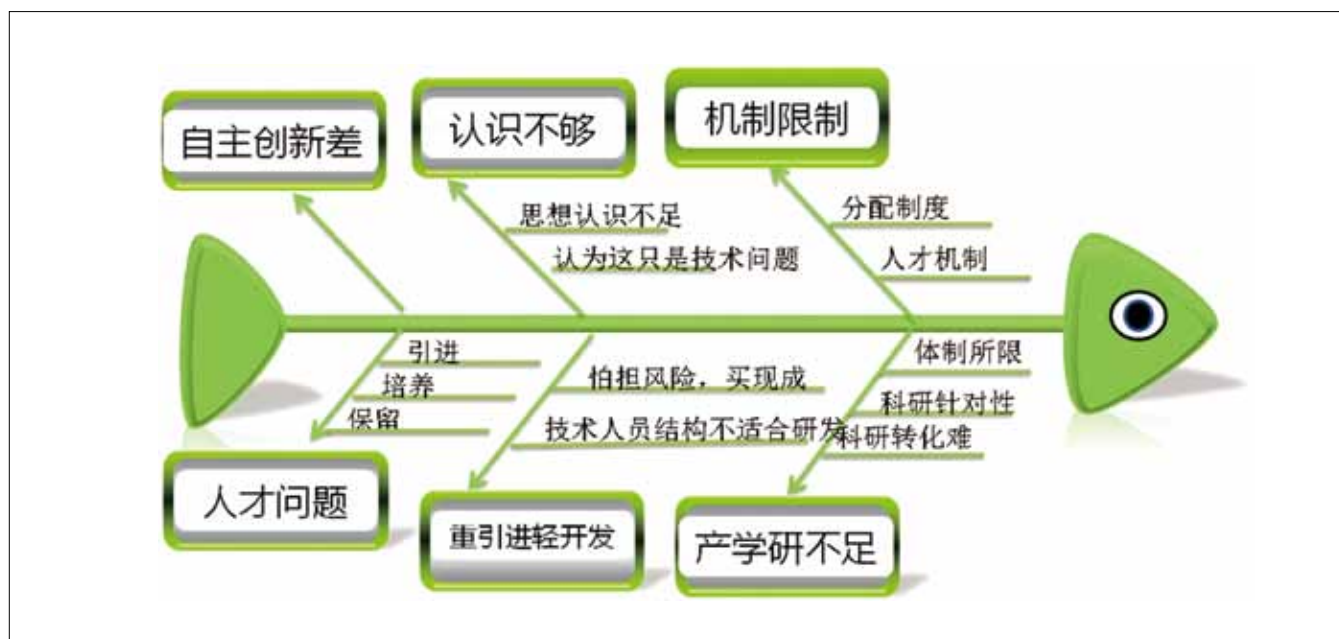 自主创新差
认识不够
机制限制
思想认识不足
认为这只是技术问题
分配制度
人才机制
引进
培养
保留
怕担风险，买现成
技术人员结构不适合研发
体制所限
科研针对性
科研转化难
人才问题
重引进轻开发
产学研不足